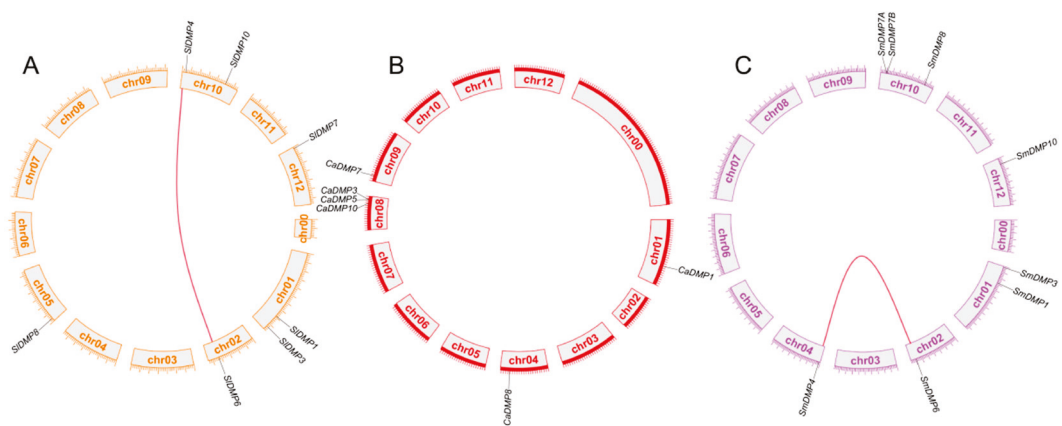 A
SlDMP4
SlDMP10
chr09
chr10
chr08
chr11
SlDMP7
chr07
chr12
chr06
chr00
chr05
chr01
SlDMP8
chr04
chr03
chr02
SlDMP1
SlDMP3
SlDMP6
B
chr11
chr12
chr10
chr00
chr09
CaDMP7
CaDMP3
CaDMP5
CaDMP10
chr08
chr01
CaDMP1
chr07
chr02
chr06
chr03
chr05
chr04
CaDMP8
C
SmDMP7A
SmDMP7B
SmDMP8
chr09
chr10
chr08
chr11
SmDMP10
chr07
chr12
chr06
chr00
SmDMP3
chr01
SmDMP1
chr05
chr04
chr03
chr02
SmDMP4
SmDMP6